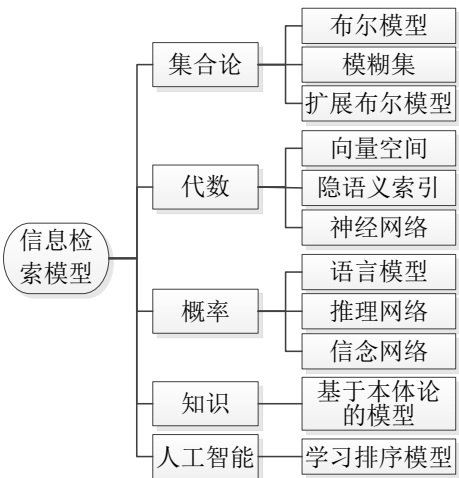 信息检
索模型
集合论
布尔模型
模糊集
扩展布尔模型
代数
向量空间
隐语义索引
神经网络
概率
语言模型
推理网络
信念网络
知识
基于本体论
的模型
人工智能
学习排序模型